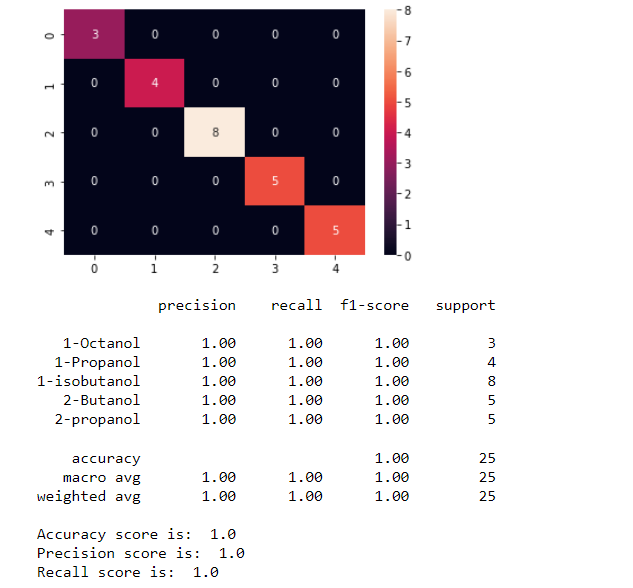 0 3 0 0 0 0
1 0 4 0 0 0
2 0 0 8 0 0
3 0 0 0 5 0
4 0 0 0 0 5
0 1 2 3 4
8
7
6
5
4
3
2
1
0
precision recall f1-score support
1-Octanol 1.00 1.00 1.00 3
1-Propanol 1.00 1.00 1.00 4
1-isobutanol 1.00 1.00 1.00 8
2-Butanol 1.00 1.00 1.00 5
2-propanol 1.00 1.00 1.00 5
accuracy 1.00 25
macro avg 1.00 1.00 1.00 25
weighted avg 1.00 1.00 1.00 25
Accuracy score is: 1.0
Precision score is: 1.0
Recall score is: 1.0